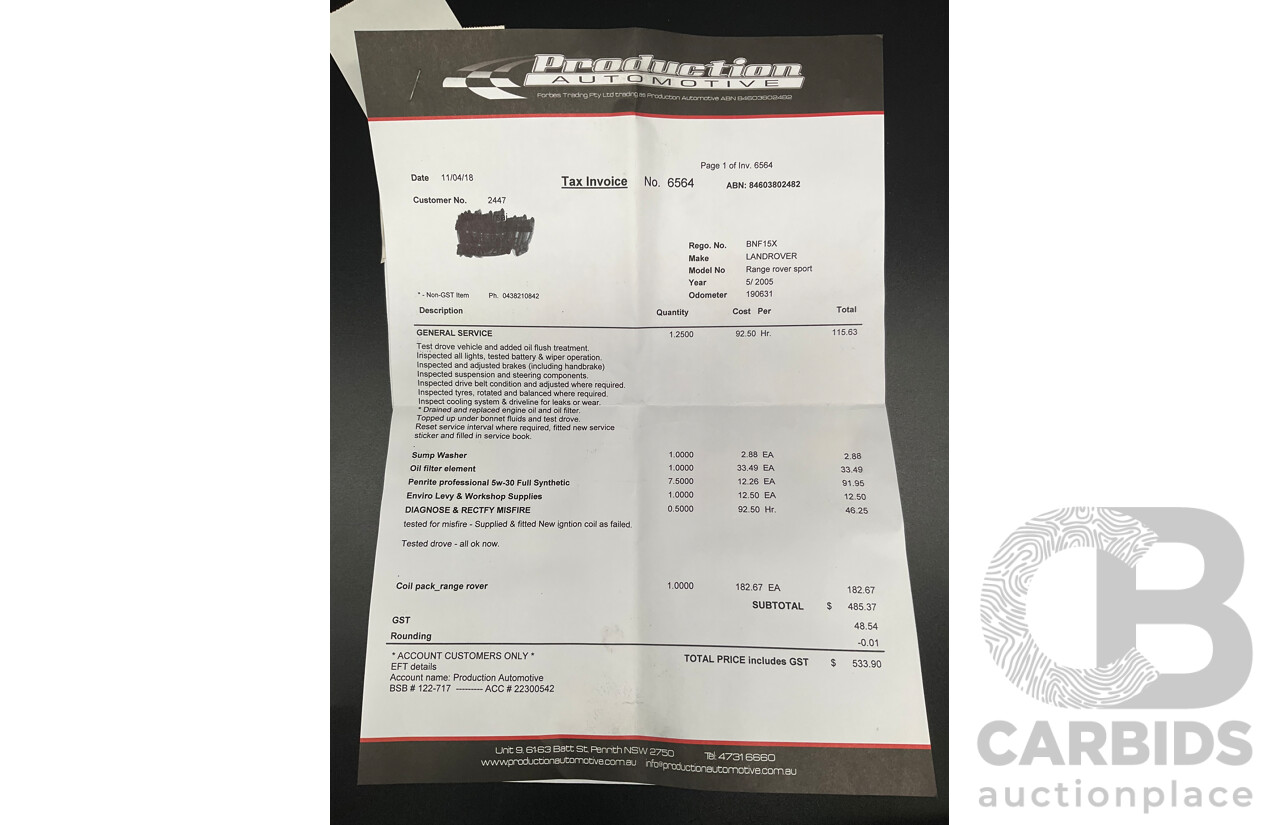 Production
AUTOMOTIVE
Forbes Trading Pty Ltd trading as Production Automotive ABN 84603802482
Page 1 of Inv. 6564
Date 11/04/18
Tax Invoice No. 6564 ABN: 84603802482
Customer No. 2447
Rego. No. BNF15X
Make LANDROVER
Model No Range rover sport
Year 5/ 2005
* - Non-GST Item Ph. 0438210842
Odometer 190631
Description Quantity Cost Per Total
GENERAL SERVICE 1.2500 92.50 Hr. 115.63
Test drove vehicle and added oil flush treatment.
Inspected all lights, tested battery & wiper operation.
Inspected and adjusted brakes (including handbrake)
Inspected suspension and steering components.
Inspected drive belt condition and adjusted where required.
Inspected tyres, rotated and balanced where required.
Inspect cooling system & driveline for leaks or wear.
* Drained and replaced engine oil and oil filter.
Topped up under bonnet fluids and test drove.
Reset service interval where required, fitted new service
sticker and filled in service book.
Sump Washer 1.0000 2.88 EA 2.88
Oil filter element 1.0000 33.49 EA 33.49
Penrite professional 5w-30 Full Synthetic 7.5000 12.26 EA 91.95
Enviro Levy & Workshop Supplies 1.0000 12.50 EA 12.50
DIAGNOSE & RECTFY MISFIRE 0.5000 92.50 Hr. 46.25
tested for misfire - Supplied & fitted New igntion coil as failed.
Tested drove - all ok now.
Coil pack_range rover 1.0000 182.67 EA 182.67
SUBTOTAL $ 485.37
GST 48.54
Rounding -0.01
* ACCOUNT CUSTOMERS ONLY * TOTAL PRICE includes GST $ 533.90
EFT details
Account name: Production Automotive
BSB # 122-717 --------- ACC # 22300542
Unit 9, 61-63 Batt St, Penrith NSW 2750 Tel: 4731 6660
www.productionautomotive.com.au info@productionautomotive.com.au
CB
CARBIDS
auctionplace